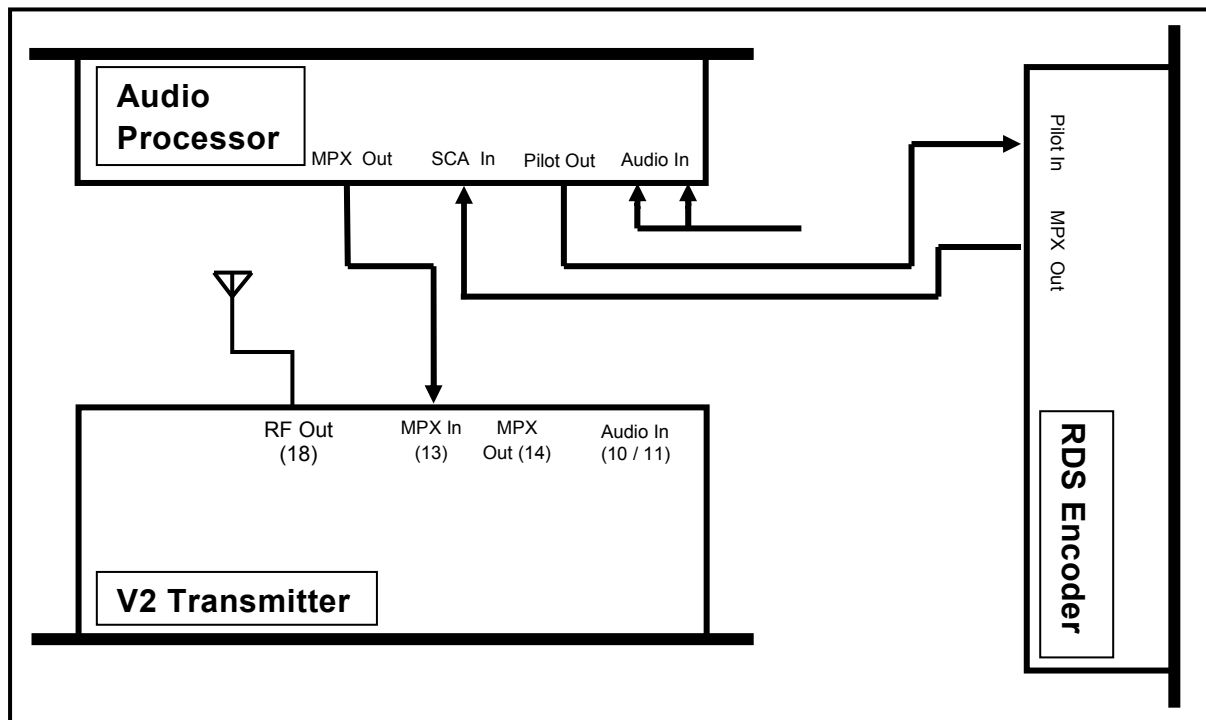 Audio
Processor
MPX Out
SCA In
Pilot Out
Audio In
Pilot In
MPX Out
RF Out
(18)
MPX In
(13)
MPX
Out (14)
Audio In
(10 / 11)
V2 Transmitter
RDS Encoder